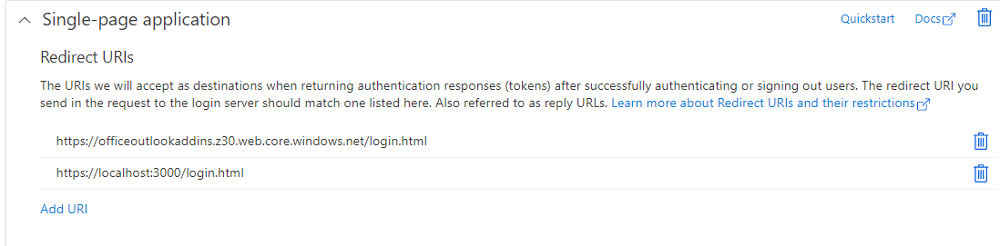 Single-page application
Quickstart
Docs
Redirect URIs
The URIs we will accept as destinations when returning authentication responses (tokens) after successfully authenticating or signing out users. The redirect URI you
send in the request to the login server should match one listed here. Also referred to as reply URLs. Learn more about Redirect URIs and their restrictions
https://officeoutlookaddins.z30.web.core.windows.net/login.html
https://localhost:3000/login.html
Add URI